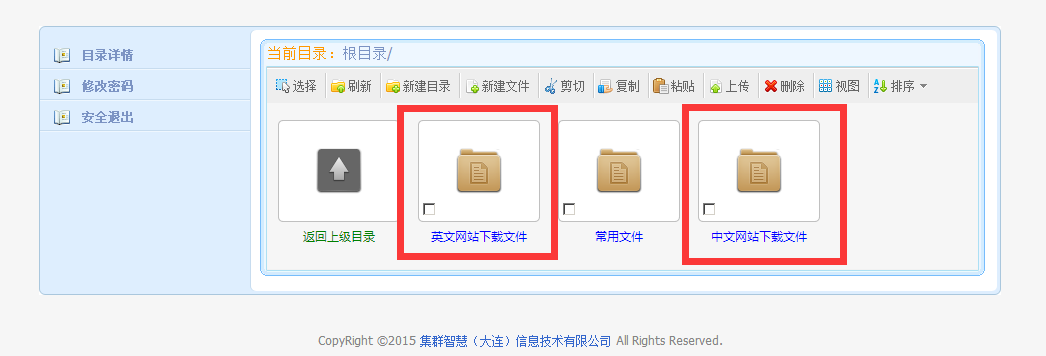 目录详情
修改密码
安全退出
当前目录：根目录/
选择 刷新 新建目录 新建文件 剪切 复制 粘贴 上传 删除 视图 排序
返回上级目录 英文网站下载文件 常用文件 中文网站下载文件
CopyRight ©2015 集群智慧（大连）信息技术有限公司 All Rights Reserved.